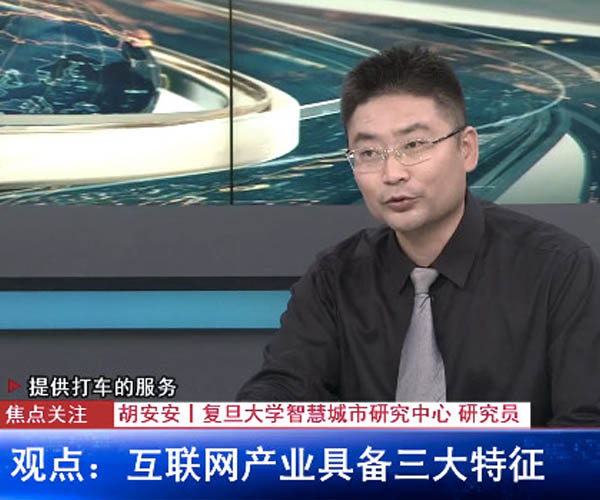 提供打车的服务
焦点关注 胡安安丨复旦大学智慧城市研究中心 研究员
观点：互联网产业具备三大特征